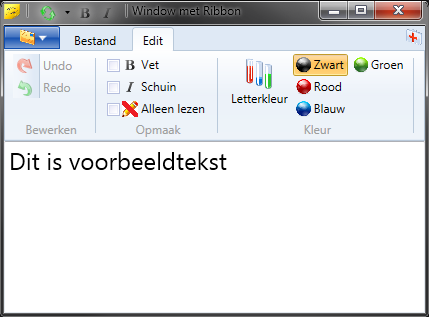 B I Window met Ribbon
Bestand Edit
Undo B Vet Zwart Groen
Redo I Schuin Letterkleur Rood
Alleen lezen Blauw
Bewerken Opmaak Kleur
Dit is voorbeeldtekst